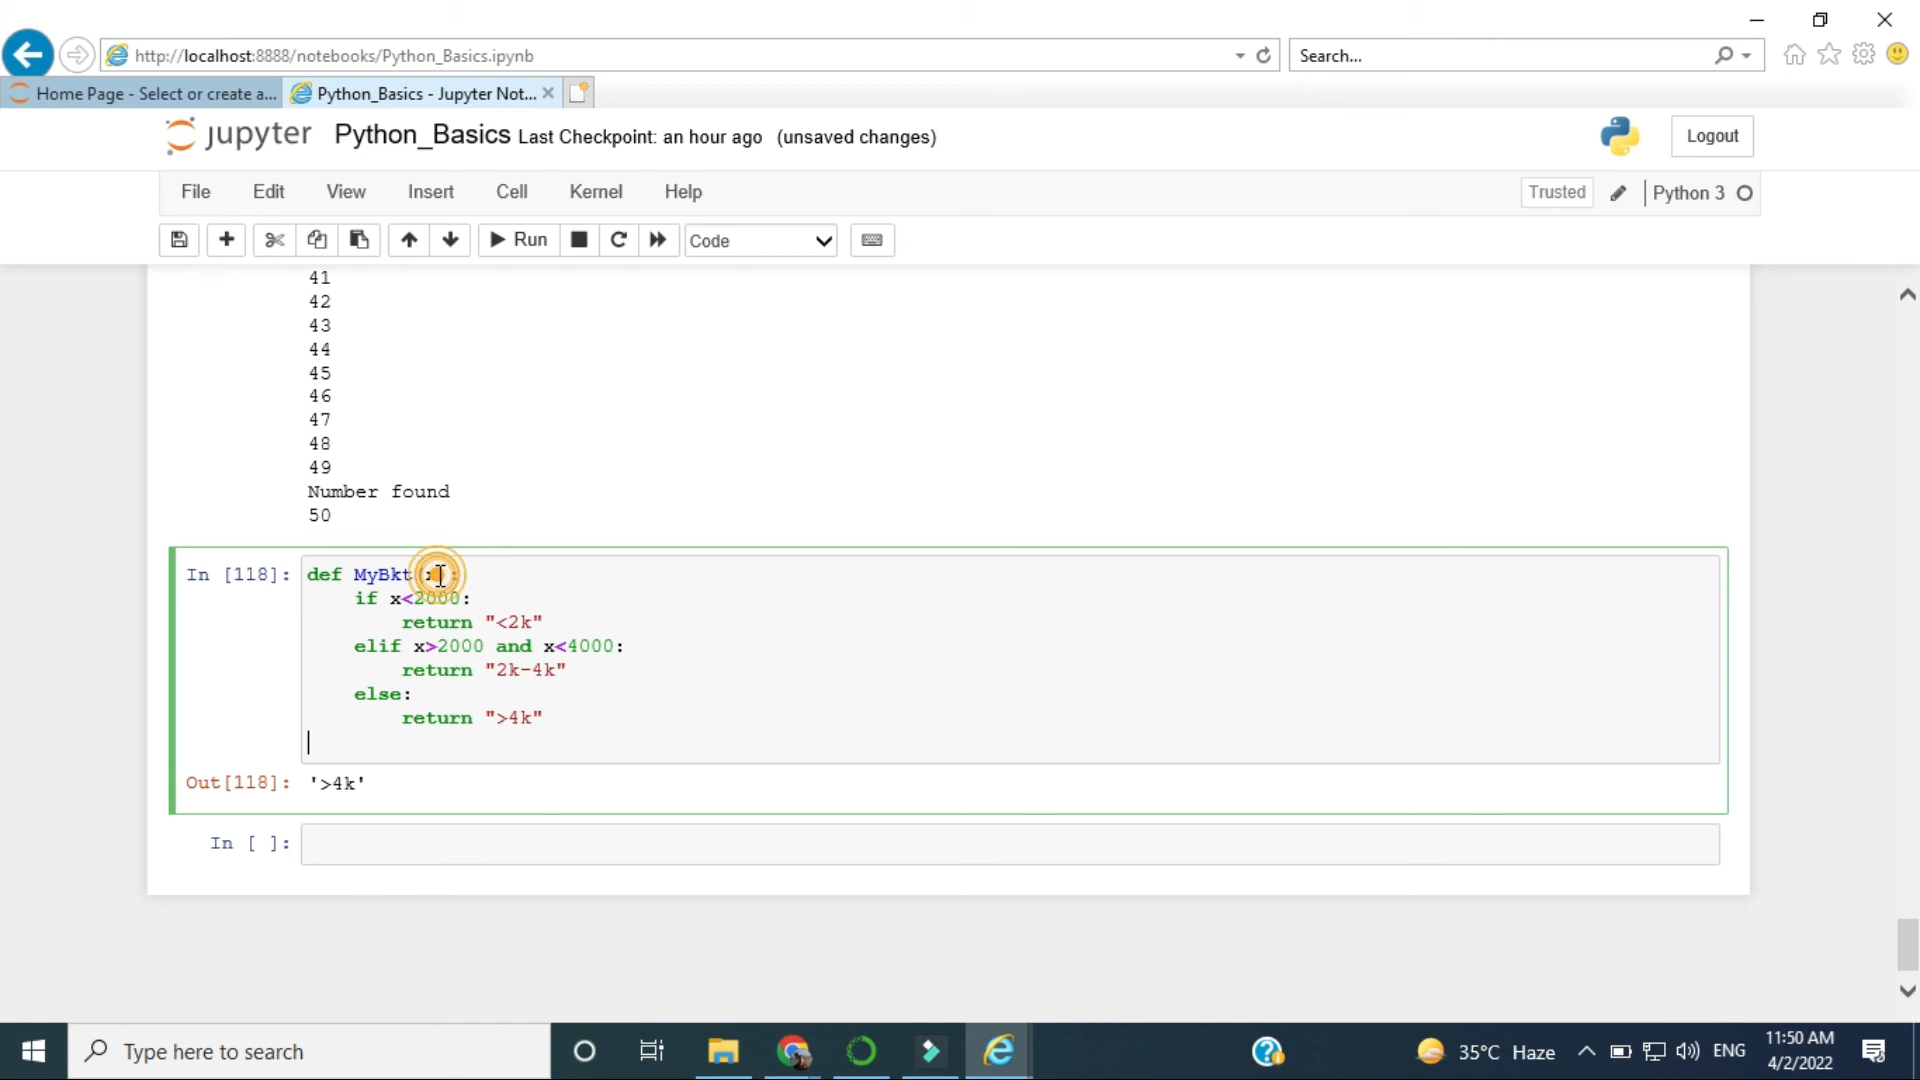 http://localhost:8888/notebooks/Python_Basics.ipynb
Search...
Home Page - Select or create a...
Python_Basics - Jupyter Not...
jupyter Python_Basics Last Checkpoint: an hour ago (unsaved changes)
Logout
File Edit View Insert Cell Kernel Help
Trusted
Python 3
Run
Code
41
42
43
44
45
46
47
48
49
Number found
50
In [118]: def MyBkt(x):
if x<2000:
return "<2k"
elif x>2000 and x<4000:
return "2k-4k"
else:
return ">4k"
Out[118]: '>4k'
In [ ]:
Type here to search
35°C Haze
ENG
11:50 AM
4/2/2022